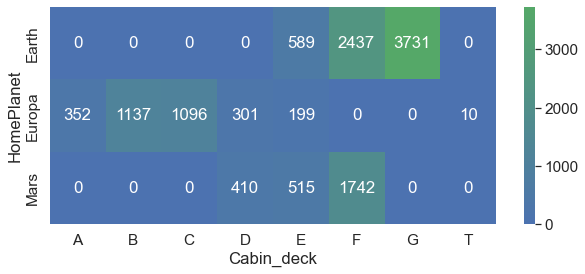 HomePlanet
Earth 0 0 0 0 589 2437 3731 0
Europa 352 1137 1096 301 199 0 0 10
Mars 0 0 0 410 515 1742 0 0
A B C D E F G T
Cabin_deck
3000
2000
1000
0